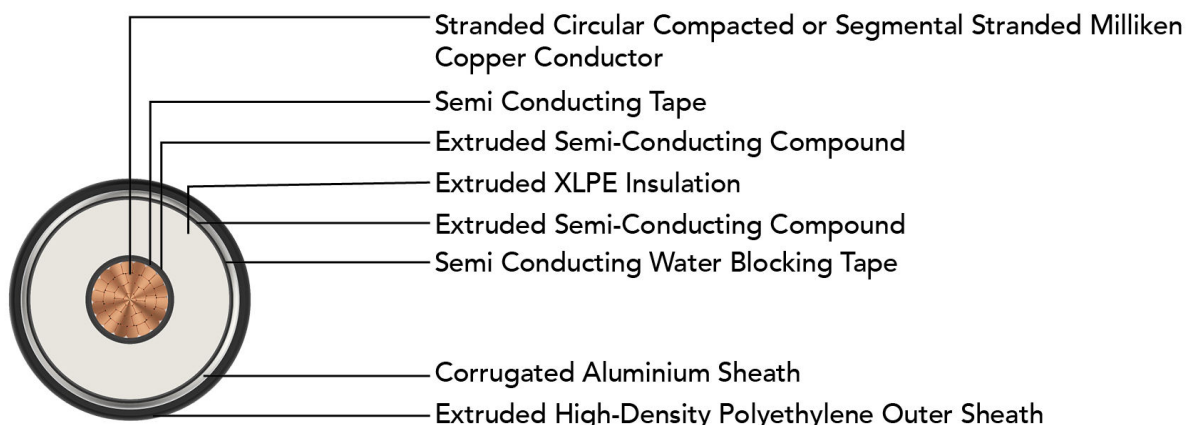 Stranded Circular Compacted or Segmental Stranded Milliken
Copper Conductor
Semi Conducting Tape
Extruded Semi-Conducting Compound
Extruded XLPE Insulation
Extruded Semi-Conducting Compound
Semi Conducting Water Blocking Tape
Corrugated Aluminium Sheath
Extruded High-Density Polyethylene Outer Sheath